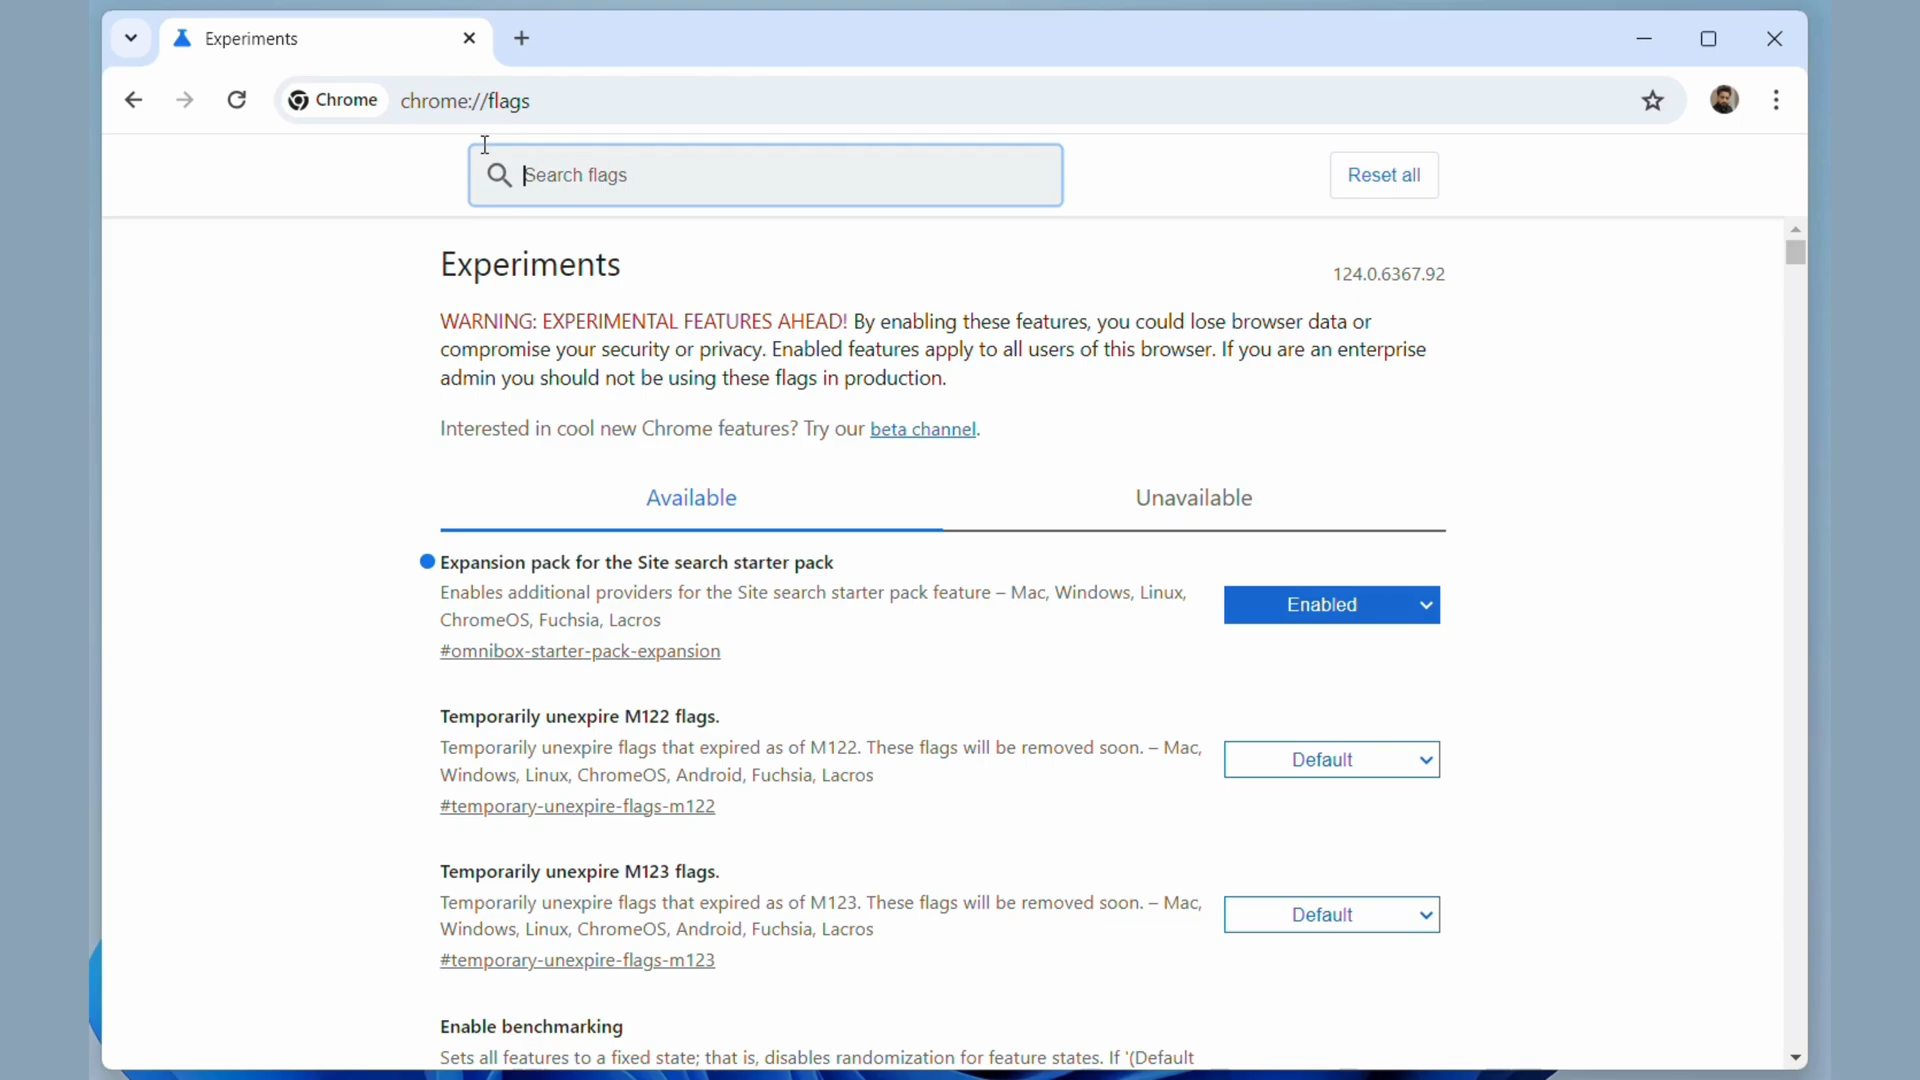 Experiments
Chrome
chrome://flags
Search flags
Reset all
Experiments
124.0.6367.92
WARNING: EXPERIMENTAL FEATURES AHEAD! By enabling these features, you could lose browser data or
compromise your security or privacy. Enabled features apply to all users of this browser. If you are an enterprise
admin you should not be using these flags in production.
Interested in cool new Chrome features? Try our beta channel.
Available
Unavailable
Expansion pack for the Site search starter pack
Enables additional providers for the Site search starter pack feature – Mac, Windows, Linux,
ChromeOS, Fuchsia, Lacros
#omnibox-starter-pack-expansion
Enabled
Temporarily unexpire M122 flags.
Temporarily unexpire flags that expired as of M122. These flags will be removed soon. – Mac,
Windows, Linux, ChromeOS, Android, Fuchsia, Lacros
#temporary-unexpire-flags-m122
Default
Temporarily unexpire M123 flags.
Temporarily unexpire flags that expired as of M123. These flags will be removed soon. – Mac,
Windows, Linux, ChromeOS, Android, Fuchsia, Lacros
#temporary-unexpire-flags-m123
Default
Enable benchmarking
Sets all features to a fixed state; that is, disables randomization for feature states. If '(Default